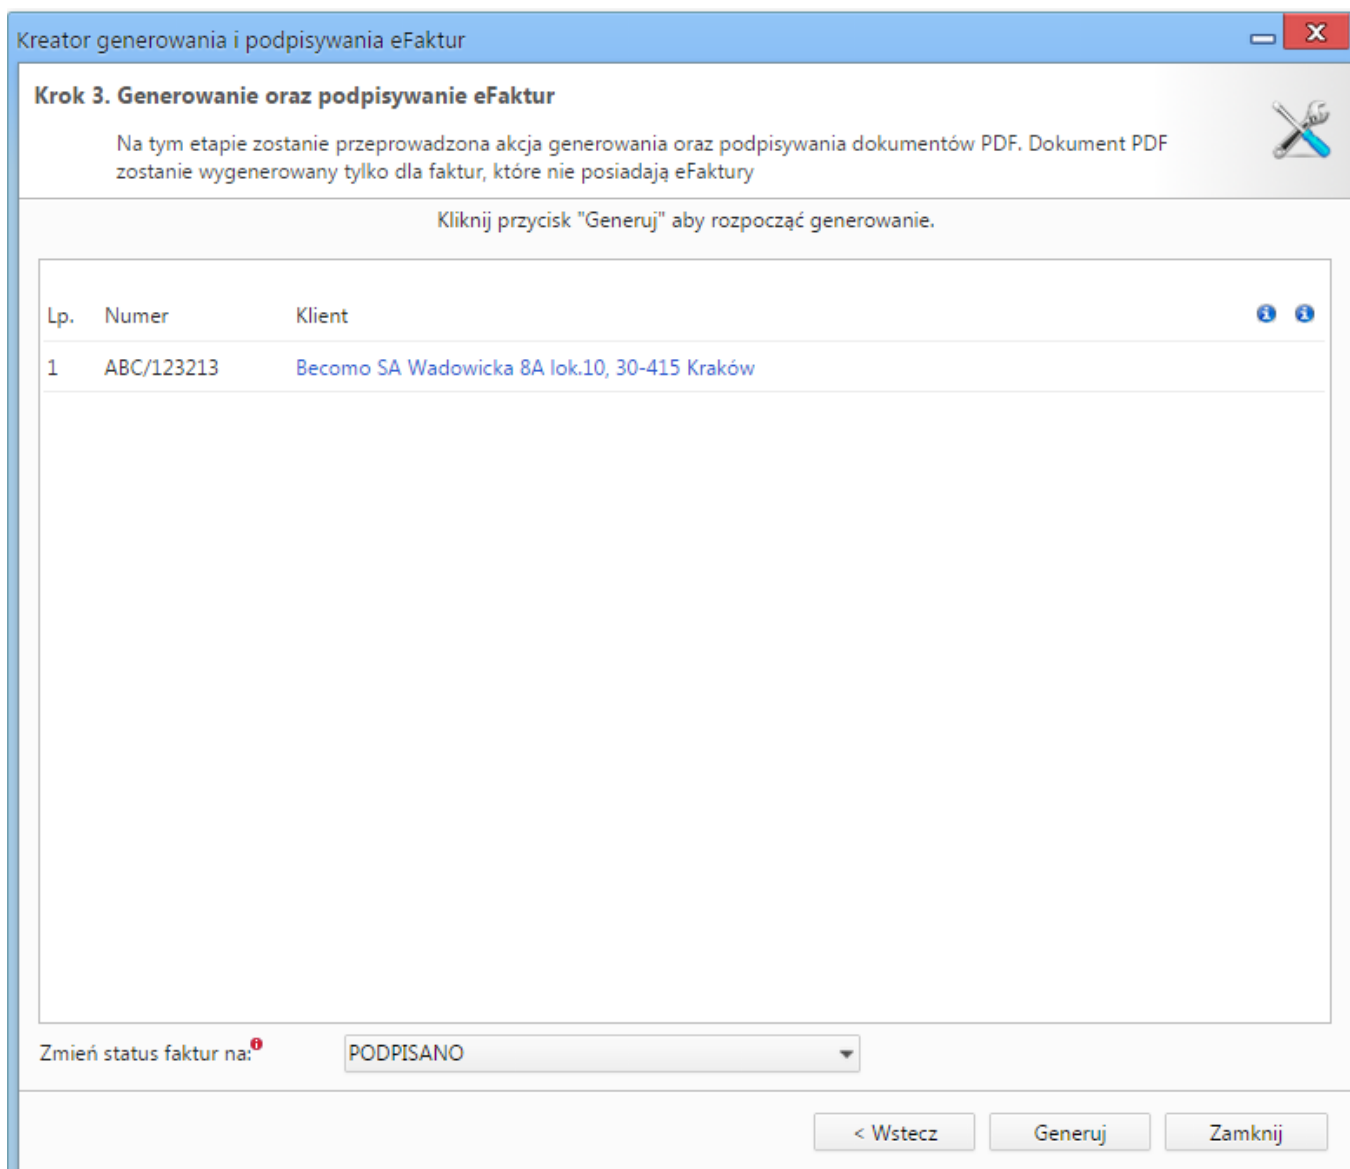 Kreator generowania i podpisywania eFaktur
Krok 3. Generowanie oraz podpisywanie eFaktur
Na tym etapie zostanie przeprowadzona akcja generowania oraz podpisywania dokumentów PDF. Dokument PDF
zostanie wygenerowany tylko dla faktur, które nie posiadają eFaktury
Kliknij przycisk "Generuj" aby rozpocząć generowanie.
Lp. Numer Klient
1 ABC/123213 Becomo SA Wadowicka 8A lok.10, 30-415 Kraków
Zmień status faktur na: PODPISANO
< Wstecz Generuj Zamknij